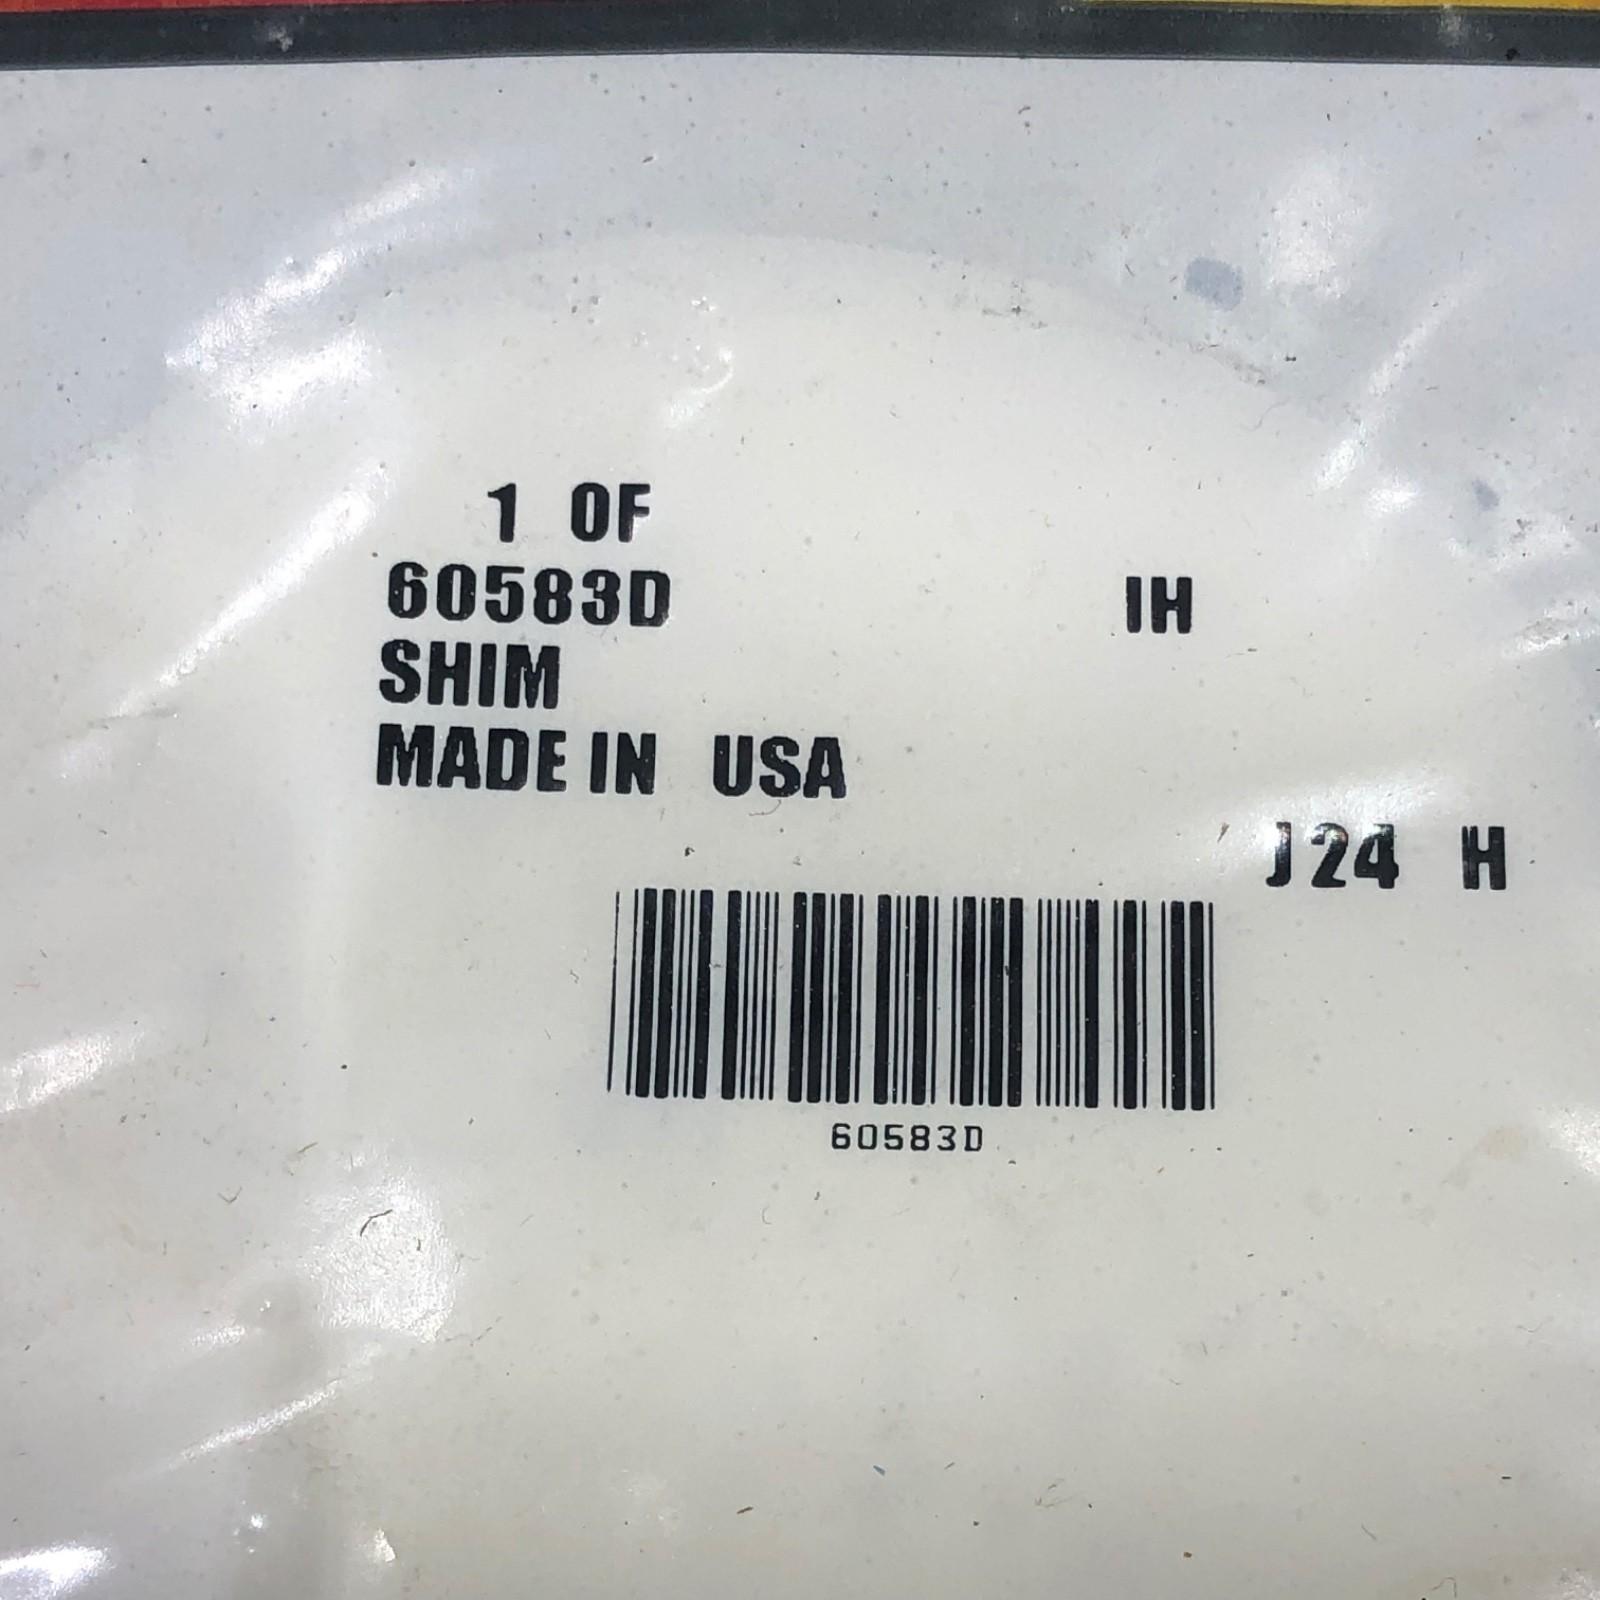 1 OF
60583D IH
SHIM
MADE IN USA
J24 H
60583D